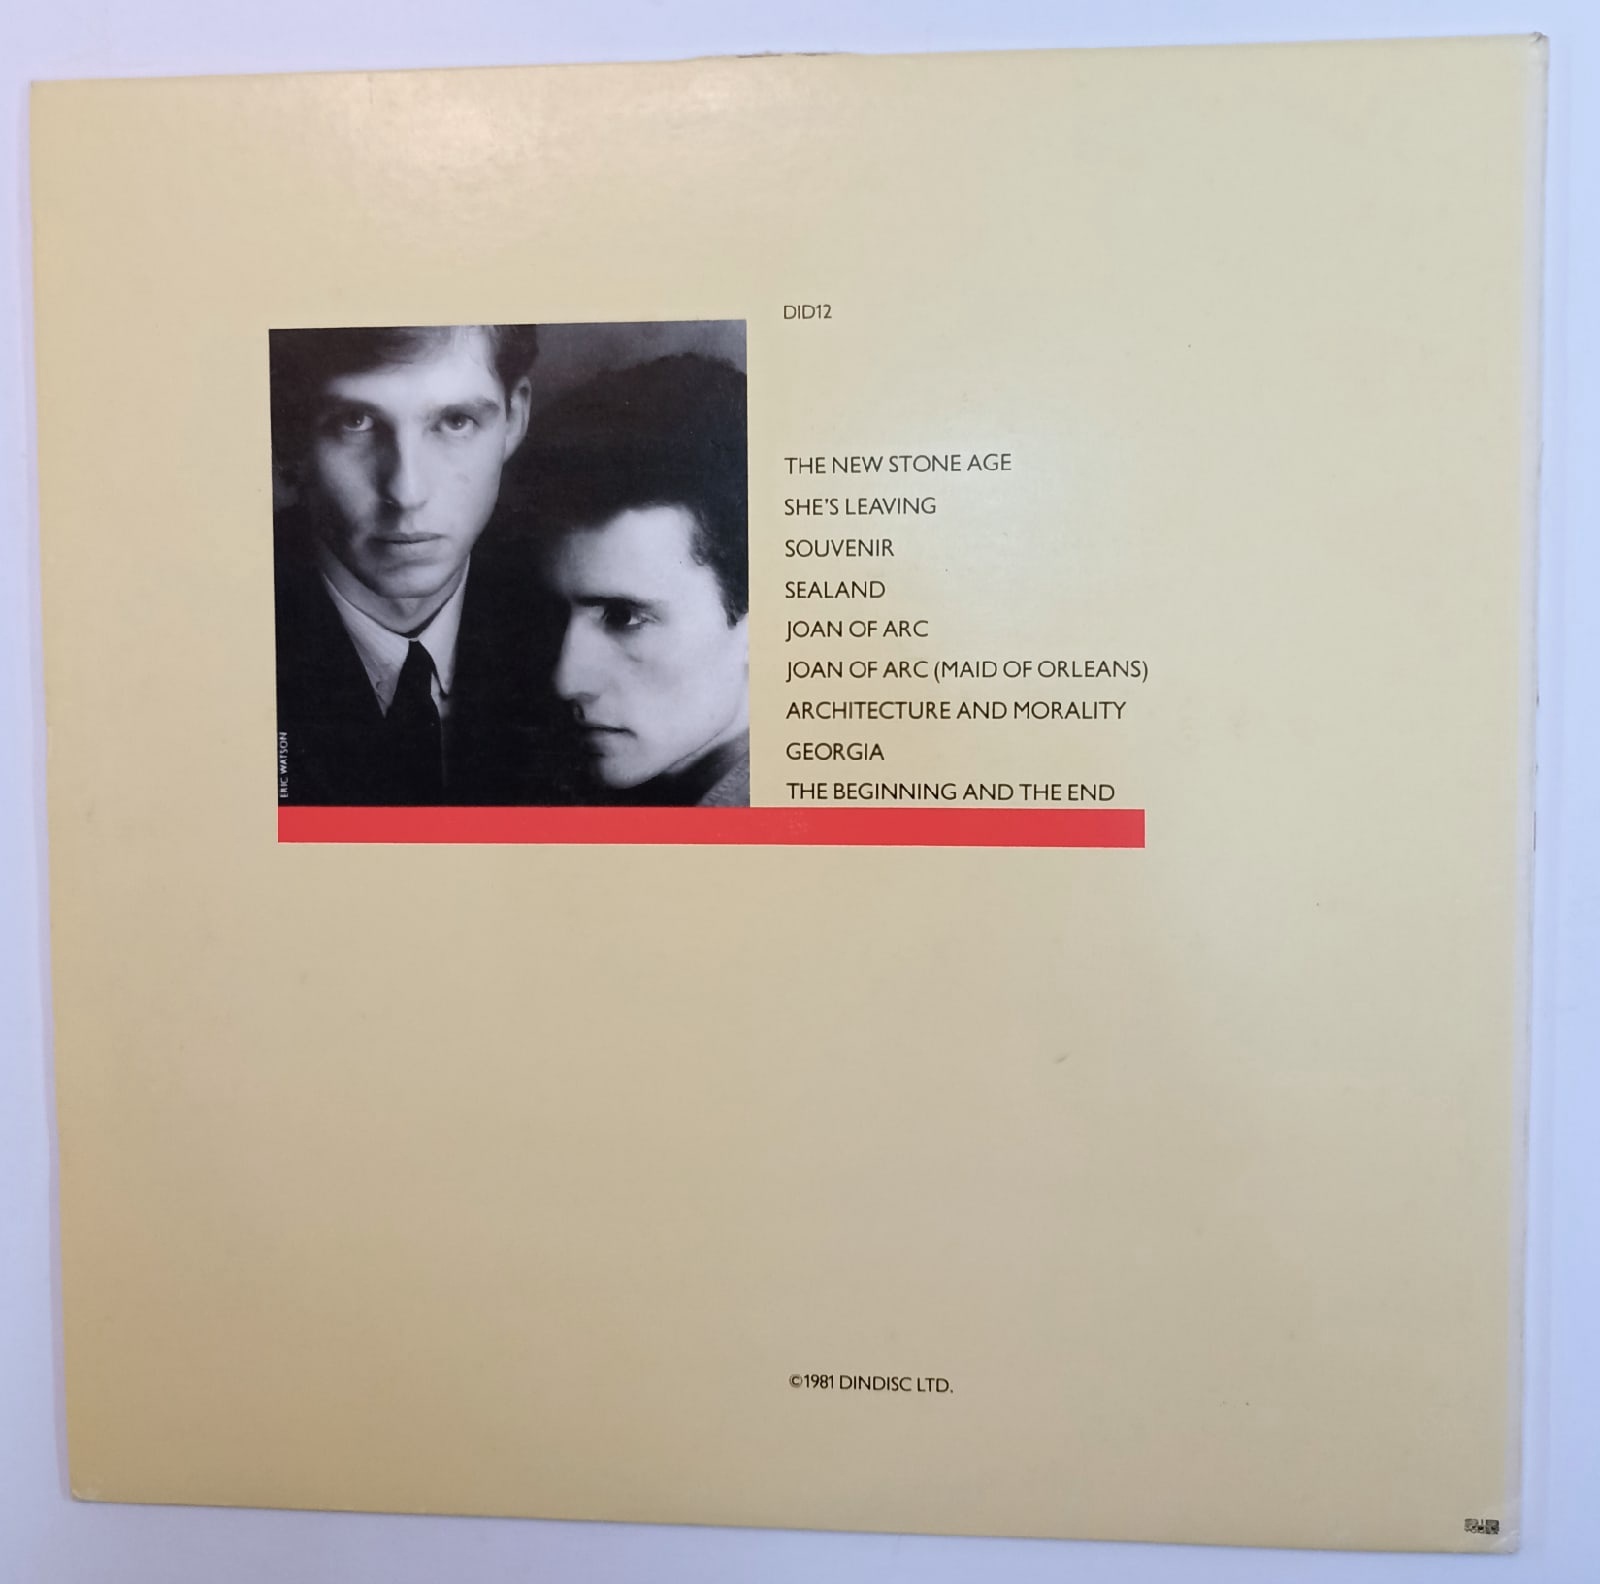 DID12
THE NEW STONE AGE
SHE'S LEAVING
SOUVENIR
SEALAND
JOAN OF ARC
JOAN OF ARC (MAID OF ORLEANS)
ARCHITECTURE AND MORALITY
GEORGIA
THE BEGINNING AND THE END
ERIC WATSON
©1981 DINDISC LTD.